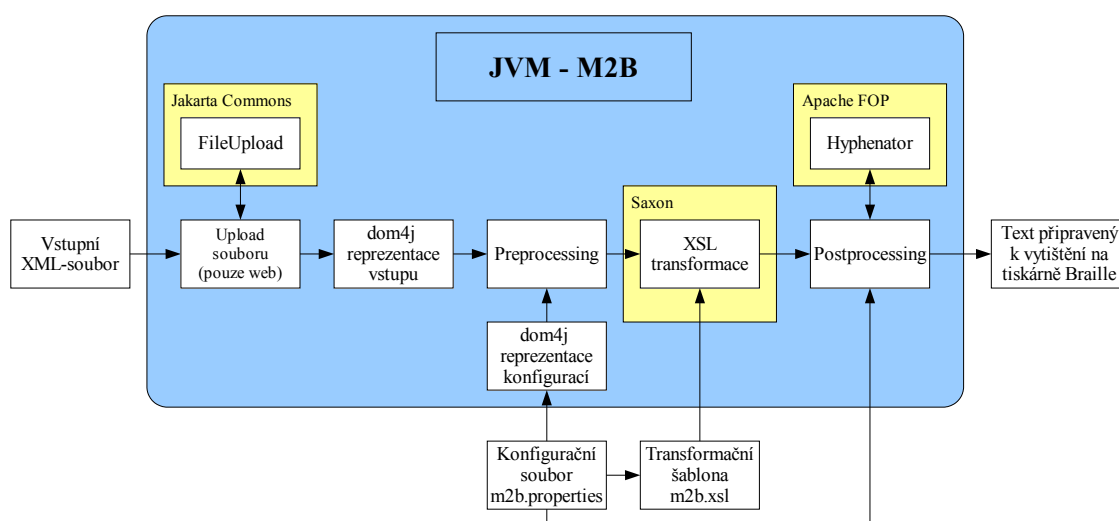 JVM - M2B
Jakarta Commons
FileUpload
Apache FOP
Hyphenator
Saxon
Vstupní
XML-soubor
Upload
souboru
(pouze web)
dom4j
reprezentace
vstupu
Preprocessing
XSL
transformace
Postprocessing
Text připravený
k vytištění na
tiskárně Braille
dom4j
reprezentace
konfigurací
Konfigurační
soubor
m2b.properties
Transformační
šablona
m2b.xsl